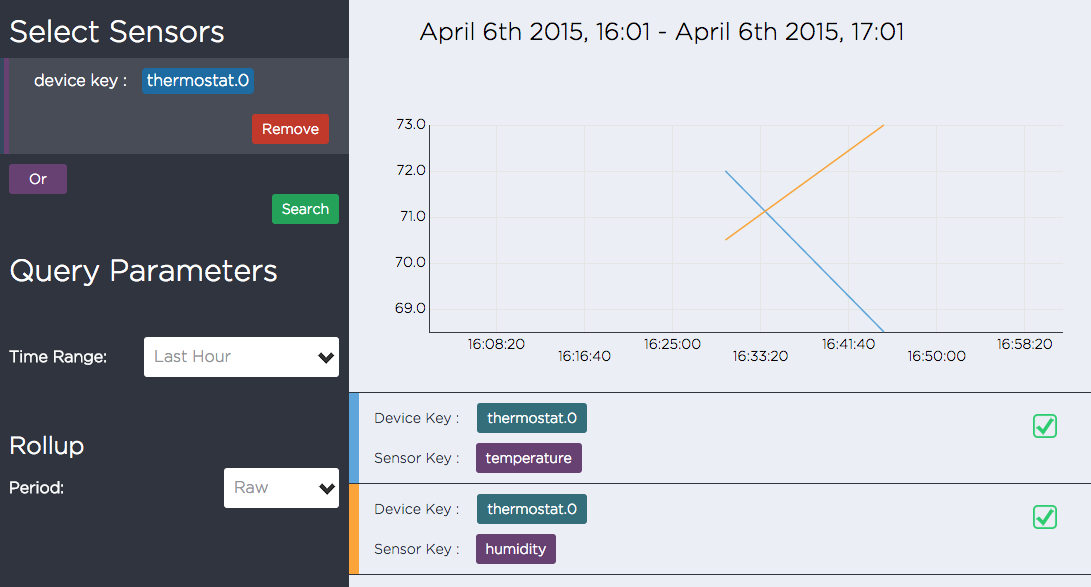 Select Sensors
device key : thermostat.0
Remove
Or
Search
Query Parameters
Time Range: Last Hour
Rollup
Period: Raw
April 6th 2015, 16:01 - April 6th 2015, 17:01
73.0
72.0
71.0
70.0
69.0
16:08:20
16:16:40
16:25:00
16:33:20
16:41:40
16:50:00
16:58:20
Device Key : thermostat.0
Sensor Key : temperature
Device Key : thermostat.0
Sensor Key : humidity